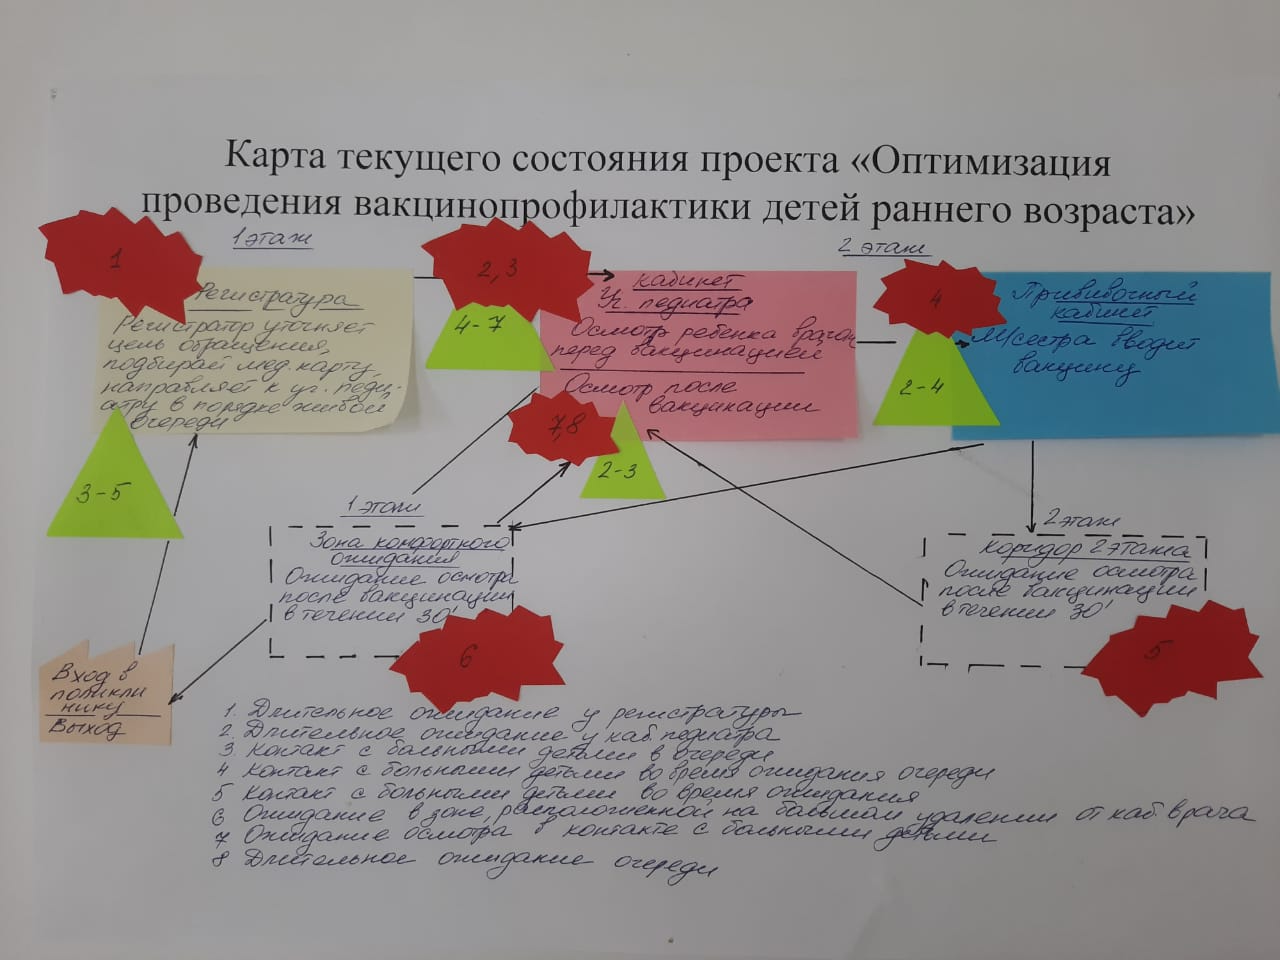 Карта текущего состояния проекта «Оптимизация
проведения вакцинопрофилактики детей раннего возраста»
1 этаж
2 этаж
1
Регистратура
Регистратор уточняет
цель обращения,
подбирает мед. карту,
направляет к уч. педи-
атру в порядке живой
очереди
3-5
2,3
4-7
кабинет
Уч. педиатра
Осмотр ребенка врачом
перед вакцинацией
Осмотр после
вакцинации
7,8
2-3
4
2-4
Прививочный
кабинет
М/сестра вводит
вакцину
1 этаж
Зона комфортного
ожидания
Ожидание осмотра
после вакцинации
в течении 30'
6
2 этаж
Коридор 2 этажа
Ожидание осмотра
после вакцинации
в течении 30'
5
Вход в
поликли
нику
Выход
1. Длительное ожидание у регистратуры
2. Длительное ожидание у каб. педиатра
3. Контакт с больными детьми в очереди
4 Контакт с больными детьми во время ожидания очереди
5 Контакт с больными детьми во время ожидания
6 Ожидание в зоне, расположенной на большом удалении от каб. врача
7 Ожидание осмотра в контакте с больными детьми
8 Длительное ожидание очереди